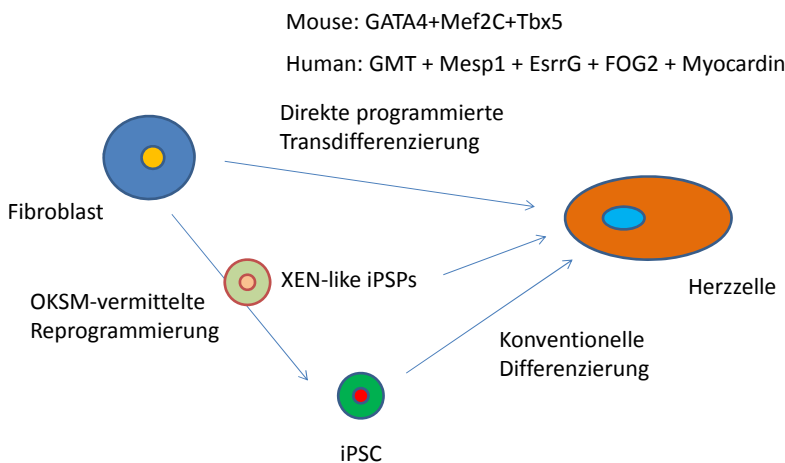 Mouse: GATA4+Mef2C+Tbx5
Human: GMT + Mesp1 + EsrrG + FOG2 + Myocardin
Direkte programmierte
Transdifferenzierung
Fibroblast
XEN-like iPSPs
Herzzelle
OKSM-vermittelte
Reprogrammierung
Konventionelle
Differenzierung
iPSC